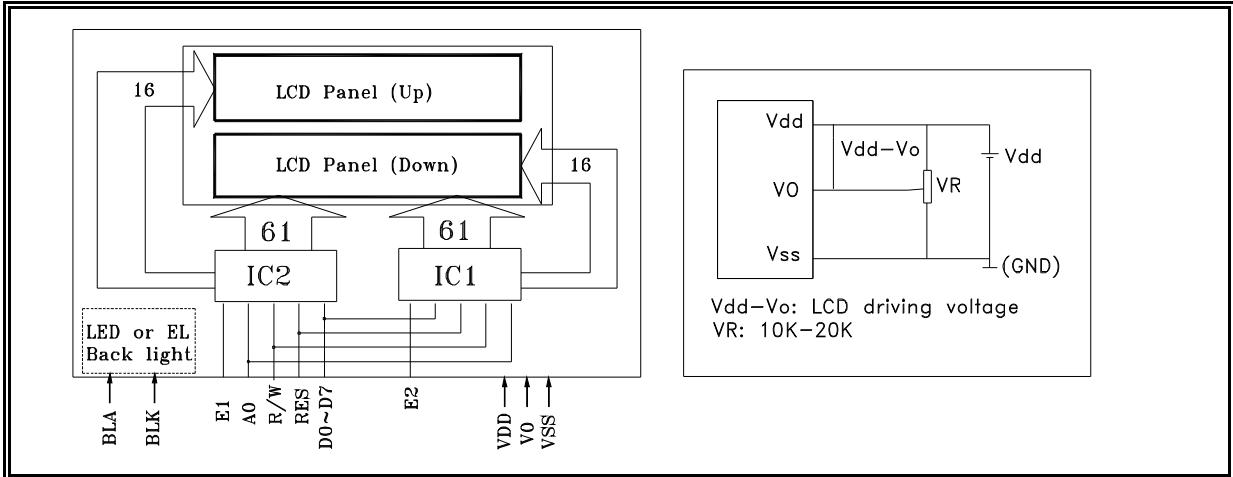 LCD Panel (Up)
16
LCD Panel (Down)
16
61
61
IC2
IC1
LED or EL
Back light
BLA
BLK
E1
A0
R/W
RES
D0~D7
E2
VDD
V0
VSS
Vdd
Vdd-Vo
Vdd
VO
VR
Vss
(GND)
Vdd-Vo: LCD driving voltage
VR: 10K-20K